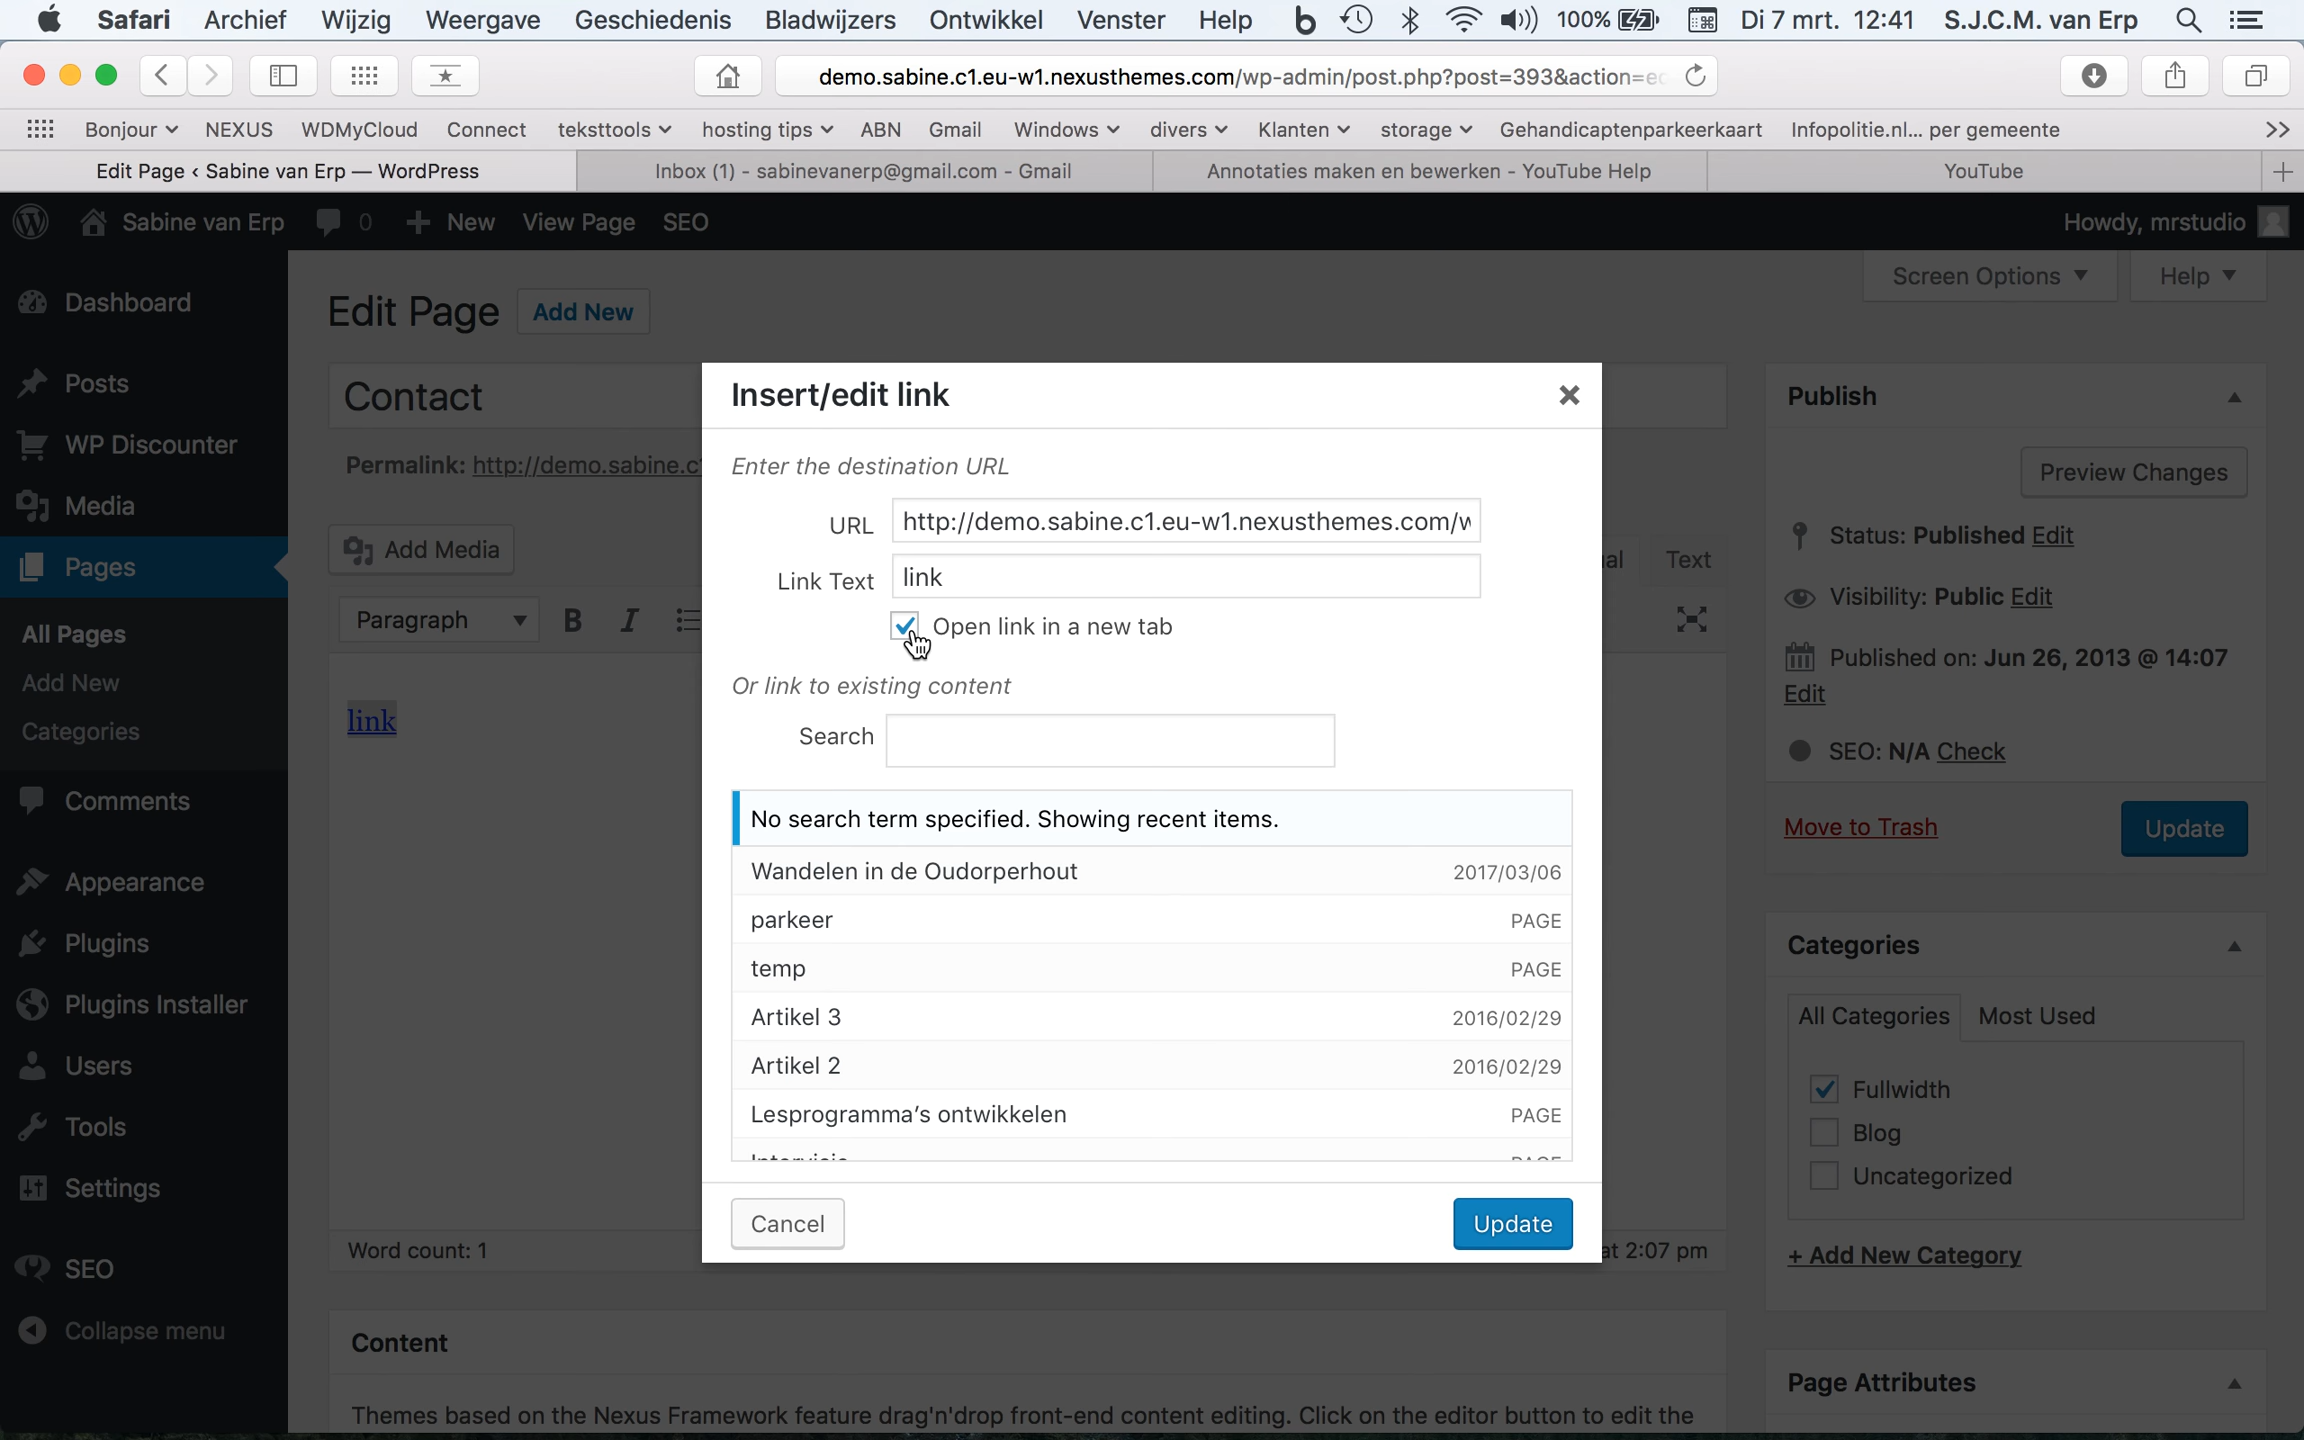 Safari Archief Wijzig Weergave Geschiedenis Bladwijzers Ontwikkel Venster Help 100% Di 7 mrt. 12:41 S.J.C.M. van Erp
demo.sabine.c1.eu-w1.nexusthemes.com/wp-admin/post.php?post=393&action=ec
Bonjour NEXUS WDMyCloud Connect teksttools hosting tips ABN Gmail Windows divers Klanten storage Gehandicaptenparkeerkaart Infopolitie.nl... per gemeente
Edit Page ‹ Sabine van Erp — WordPress Inbox (1) - sabinevanerp@gmail.com - Gmail Annotaties maken en bewerken - YouTube Help YouTube
Sabine van Erp 0 New View Page SEO Howdy, mrstudio
Screen Options Help
Dashboard
Edit Page Add New
Posts
WP Discounter
Media
Pages
All Pages
Add New
Categories
Comments
Appearance
Plugins
Plugins Installer
Users
Tools
Settings
SEO
Collapse menu
Contact
Permalink: http://demo.sabine.c1
Add Media
Text
Paragraph B I
link
Word count: 1
at 2:07 pm
Content
Themes based on the Nexus Framework feature drag'n'drop front-end content editing. Click on the editor button to edit the
Insert/edit link
Enter the destination URL
URL http://demo.sabine.c1.eu-w1.nexusthemes.com/w
Link Text link
Open link in a new tab
Or link to existing content
Search
No search term specified. Showing recent items.
Wandelen in de Oudorperhout 2017/03/06
parkeer PAGE
temp PAGE
Artikel 3 2016/02/29
Artikel 2 2016/02/29
Lesprogramma's ontwikkelen PAGE
Cancel Update
Publish
Preview Changes
Status: Published Edit
Visibility: Public Edit
Published on: Jun 26, 2013 @ 14:07
Edit
SEO: N/A Check
Move to Trash Update
Categories
All Categories Most Used
Fullwidth
Blog
Uncategorized
+ Add New Category
Page Attributes